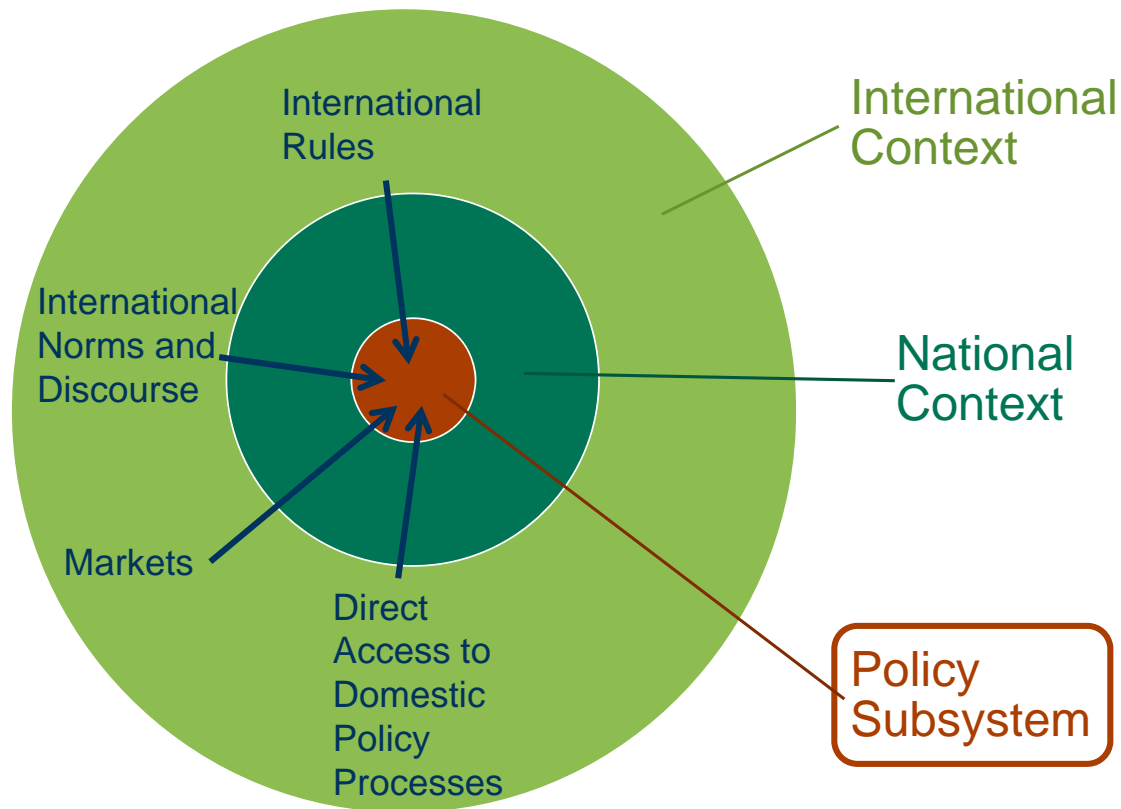 International
Rules
International
Context
International
Norms and
Discourse
National
Context
Markets
Direct
Access to
Domestic
Policy
Processes
Policy
Subsystem